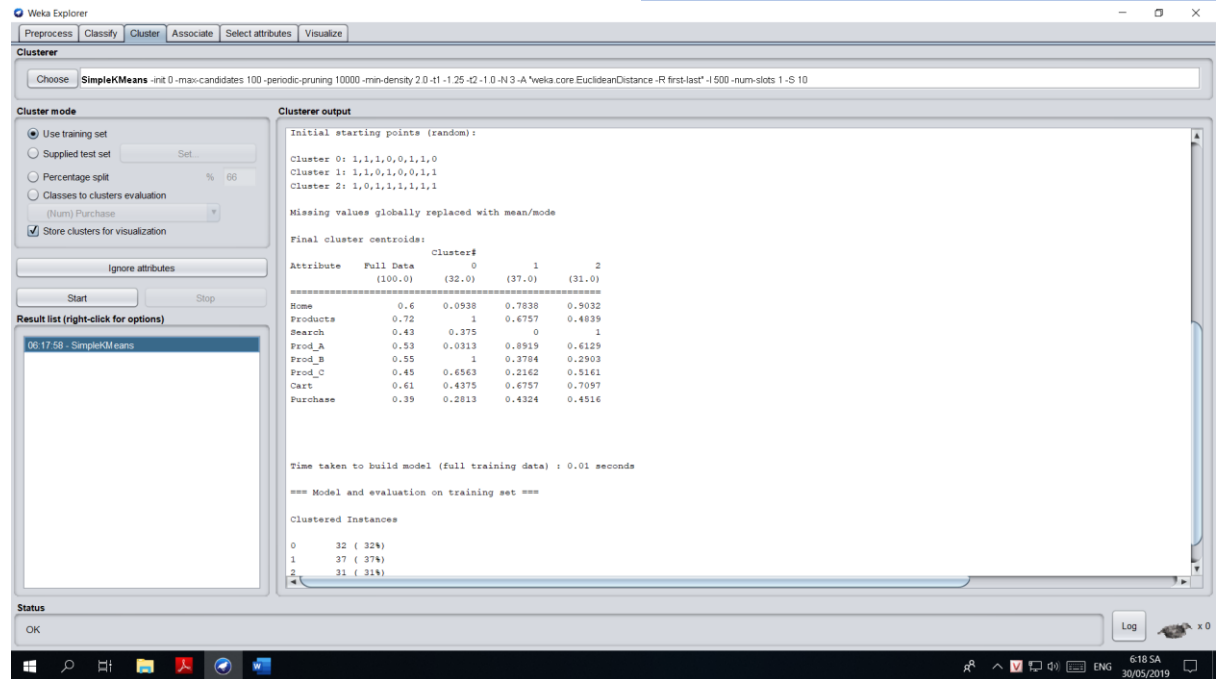 Weka Explorer
Preprocess Classify Cluster Associate Select attributes Visualize
Clusterer
Choose SimpleKMeans -init 0 -max-candidates 100 -periodic-pruning 10000 -min-density 2.0 -t1 -1.25 -t2 -1.0 -N 3 -A "weka.core.EuclideanDistance -R first-last" -I 500 -num-slots 1 -S 10
Cluster mode
Use training set
Supplied test set Set...
Percentage split % 66
Classes to clusters evaluation
(Num) Purchase
Store clusters for visualization
Ignore attributes
Start Stop
Result list (right-click for options)
06:17:58 - SimpleKMeans
Clusterer output
Initial starting points (random):
Cluster 0: 1,1,1,0,0,1,1,0
Cluster 1: 1,1,0,1,0,0,1,1
Cluster 2: 1,0,1,1,1,1,1,1
Missing values globally replaced with mean/mode
Final cluster centroids:
Cluster#
Attribute Full Data 0 1 2
(100.0) (32.0) (37.0) (31.0)
==============================================================
Home 0.6 0.0938 0.7838 0.9032
Products 0.72 1 0.6757 0.4839
Search 0.43 0.375 0 1
Prod_A 0.53 0.0313 0.8919 0.6129
Prod_B 0.55 1 0.3784 0.2903
Prod_C 0.45 0.6563 0.2162 0.5161
Cart 0.61 0.4375 0.6757 0.7097
Purchase 0.39 0.2813 0.4324 0.4516
Time taken to build model (full training data) : 0.01 seconds
=== Model and evaluation on training set ===
Clustered Instances
0 32 ( 32%)
1 37 ( 37%)
2 31 ( 31%)
Status
OK
Log x 0
ENG
6:18 SA
30/05/2019